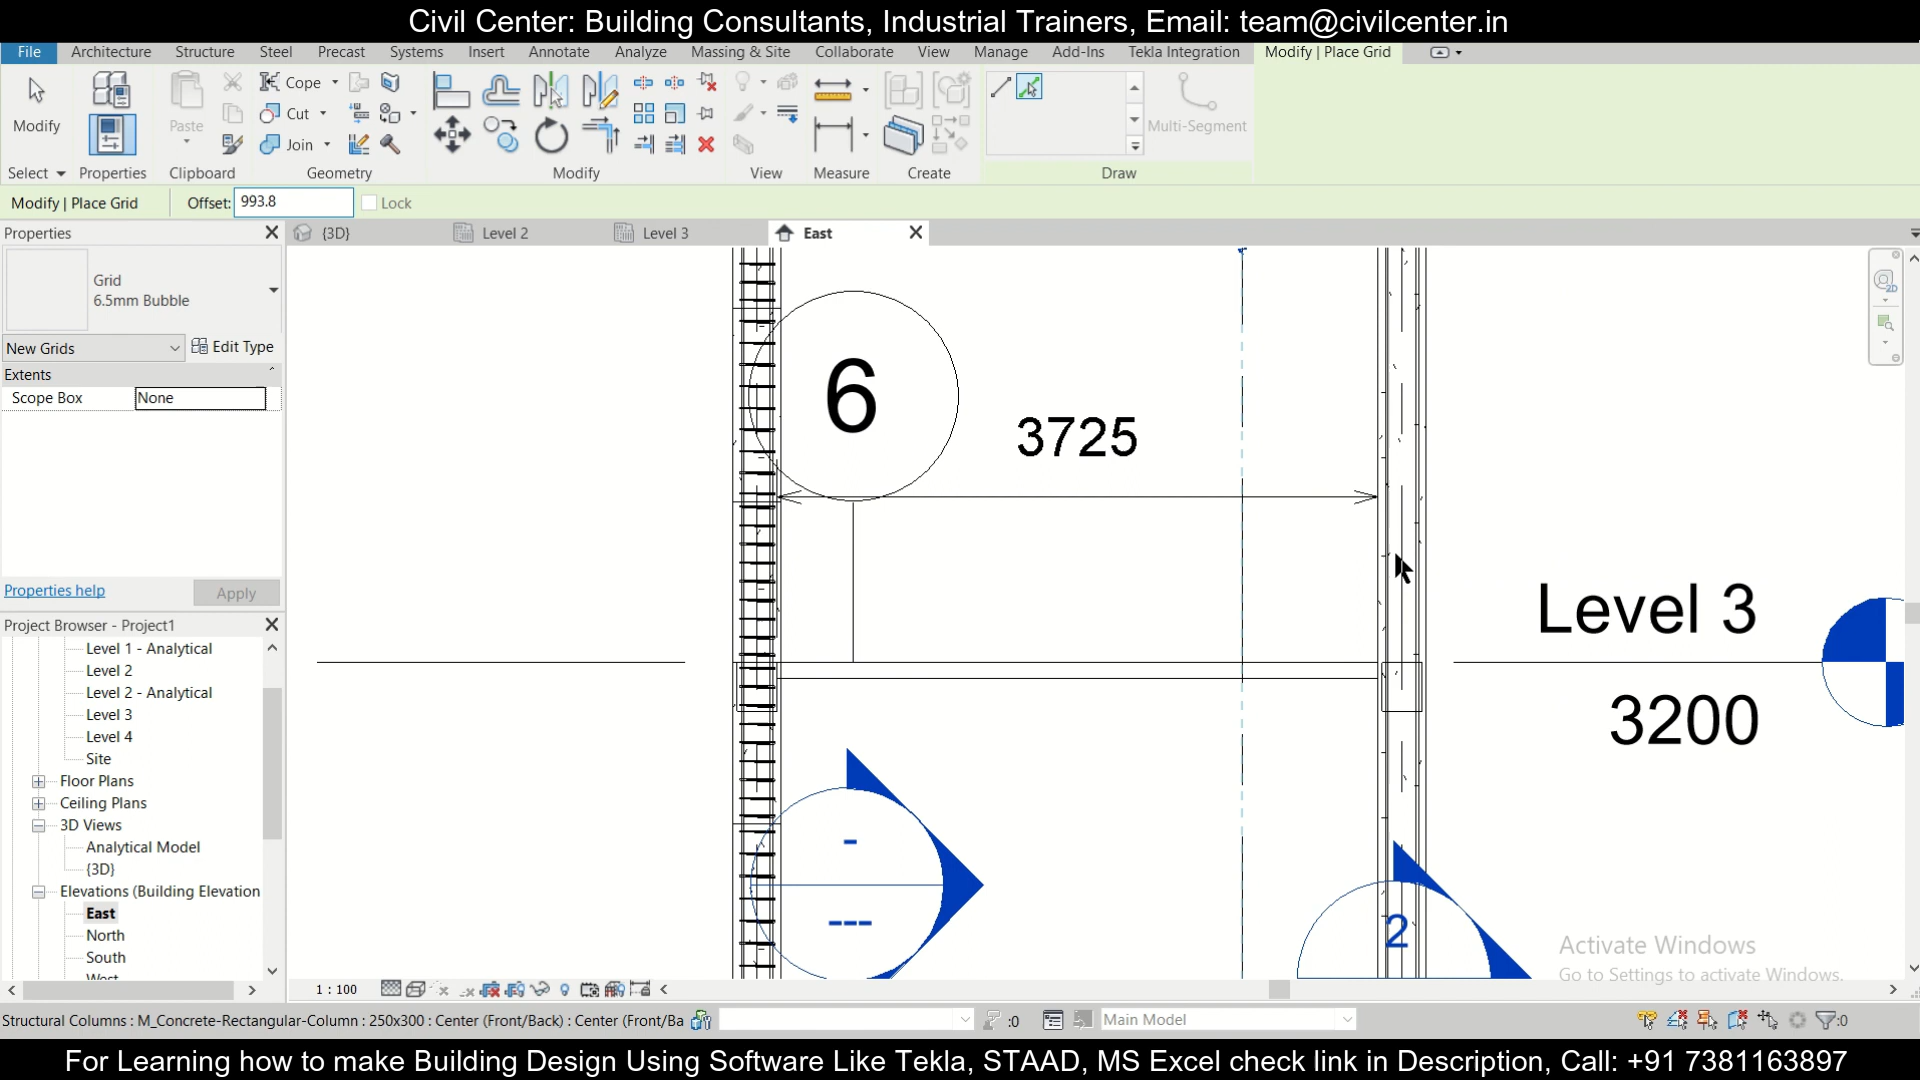 Civil Center: Building Consultants, Industrial Trainers, Email: team@civilcenter.in
File Architecture Structure Steel Precast Systems Insert Annotate Analyze Massing & Site Collaborate View Manage Add-Ins Tekla Integration Modify | Place Grid
Modify Paste Cope Cut Join Multi-Segment
Select Properties Clipboard Geometry Modify View Measure Create Draw
Modify | Place Grid Offset: 993.8 Lock
Properties
{3D} Level 2 Level 3 East
Grid
6.5mm Bubble
New Grids Edit Type
Extents
Scope Box None
Properties help Apply
Project Browser - Project1
Level 1 - Analytical
Level 2
Level 2 - Analytical
Level 3
Level 4
Site
Floor Plans
Ceiling Plans
3D Views
Analytical Model
{3D}
Elevations (Building Elevation
East
North
South
West
6
3725
Level 3
3200
-
---
2
Activate Windows
Go to Settings to activate Windows.
1 : 100
Structural Columns : M_Concrete-Rectangular-Column : 250x300 : Center (Front/Back) : Center (Front/Ba :0 Main Model :0
For Learning how to make Building Design Using Software Like Tekla, STAAD, MS Excel check link in Description, Call: +91 7381163897